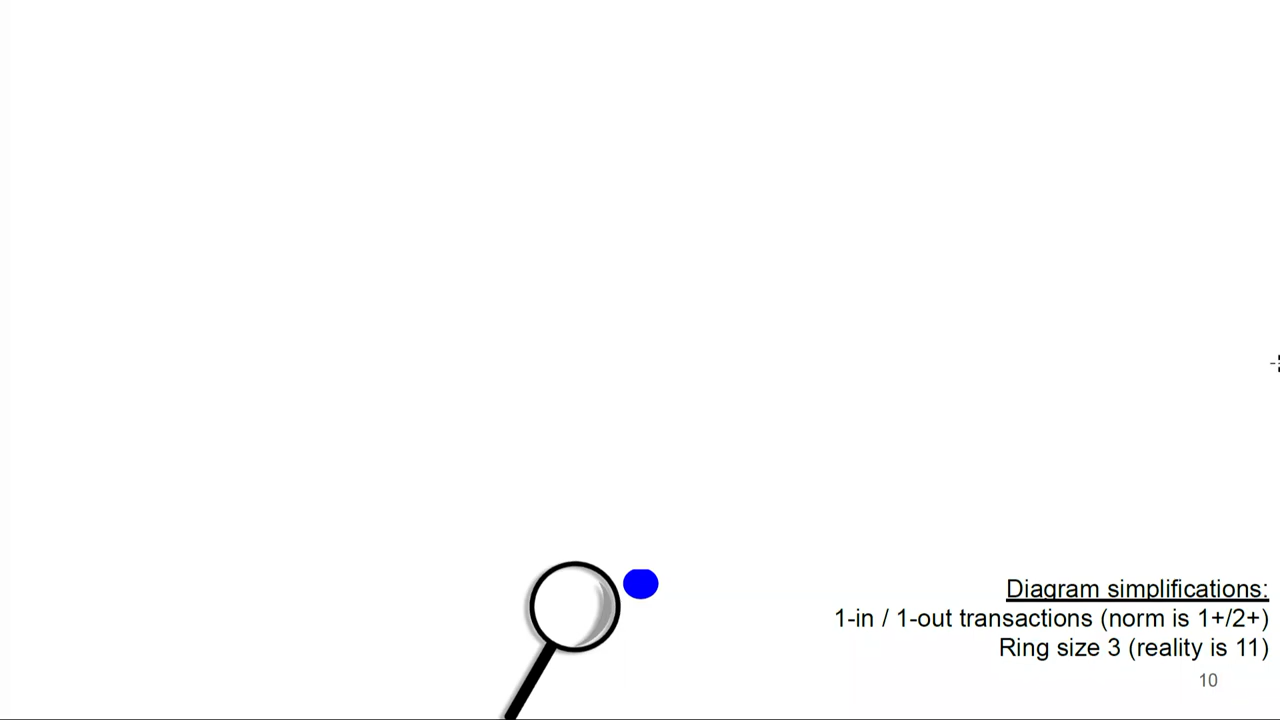 Diagram simplifications:
1-in / 1-out transactions (norm is 1+/2+)
Ring size 3 (reality is 11)
10